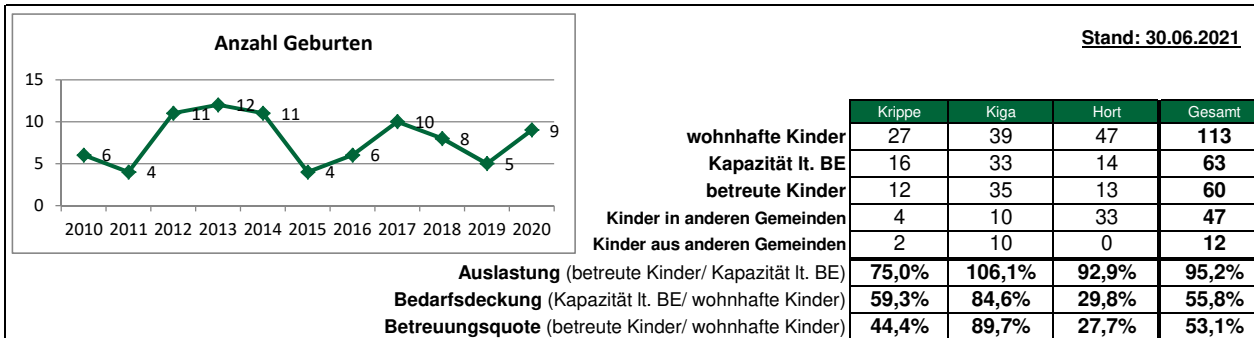 Anzahl Geburten
Stand: 30.06.2021
15
10
5
0
6
4
11
12
11
4
6
10
8
5
9
2010 2011 2012 2013 2014 2015 2016 2017 2018 2019 2020
Krippe Kiga Hort Gesamt
wohnhafte Kinder 27 39 47 113
Kapazität lt. BE 16 33 14 63
betreute Kinder 12 35 13 60
Kinder in anderen Gemeinden 4 10 33 47
Kinder aus anderen Gemeinden 2 10 0 12
Auslastung (betreute Kinder/ Kapazität lt. BE) 75,0% 106,1% 92,9% 95,2%
Bedarfsdeckung (Kapazität lt. BE/ wohnhafte Kinder) 59,3% 84,6% 29,8% 55,8%
Betreuungsquote (betreute Kinder/ wohnhafte Kinder) 44,4% 89,7% 27,7% 53,1%